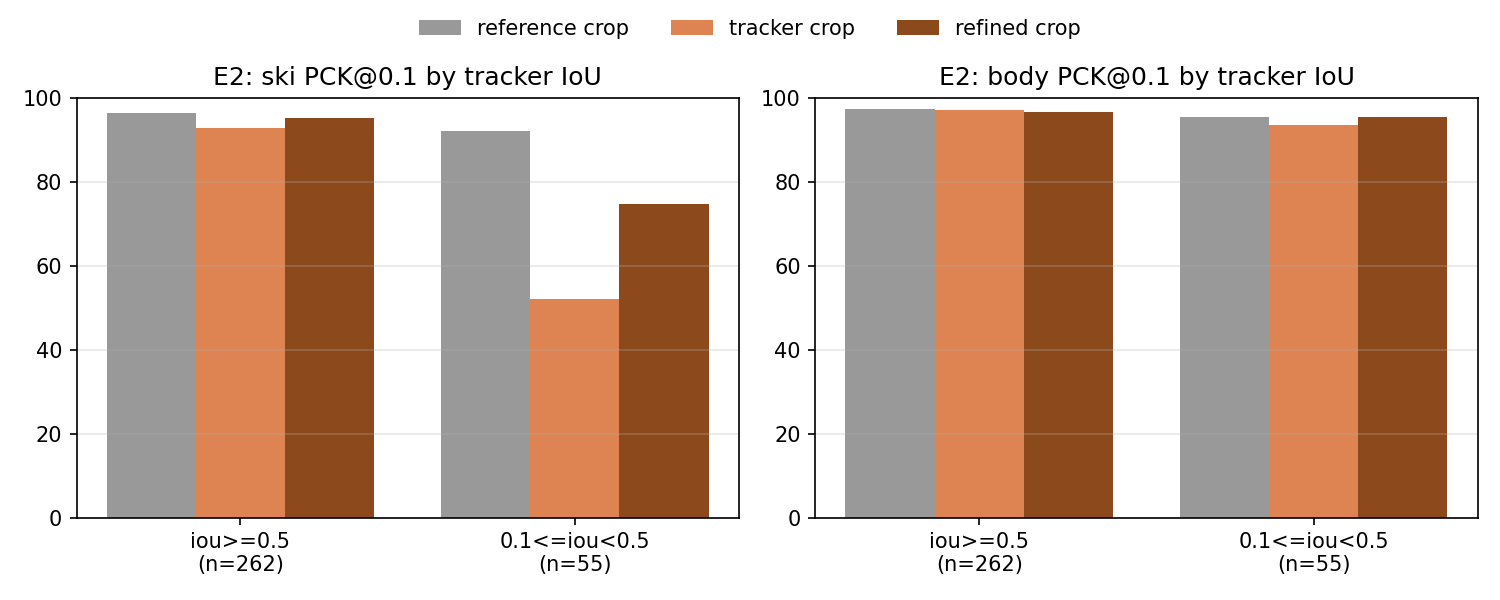 reference crop tracker crop refined crop
E2: ski PCK@0.1 by tracker IoU
100
80
60
40
20
0
iou>=0.5
(n=262)
0.1<=iou<0.5
(n=55)
E2: body PCK@0.1 by tracker IoU
100
80
60
40
20
0
iou>=0.5
(n=262)
0.1<=iou<0.5
(n=55)